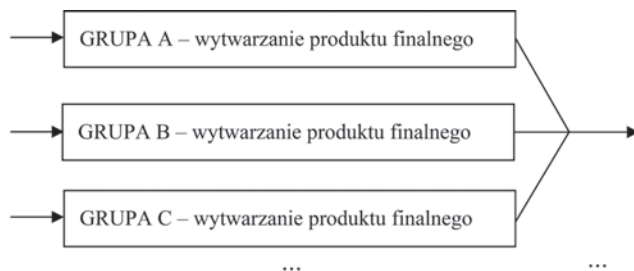 GRUPA A – wytwarzanie produktu finalnego
GRUPA B – wytwarzanie produktu finalnego
GRUPA C – wytwarzanie produktu finalnego
... ...